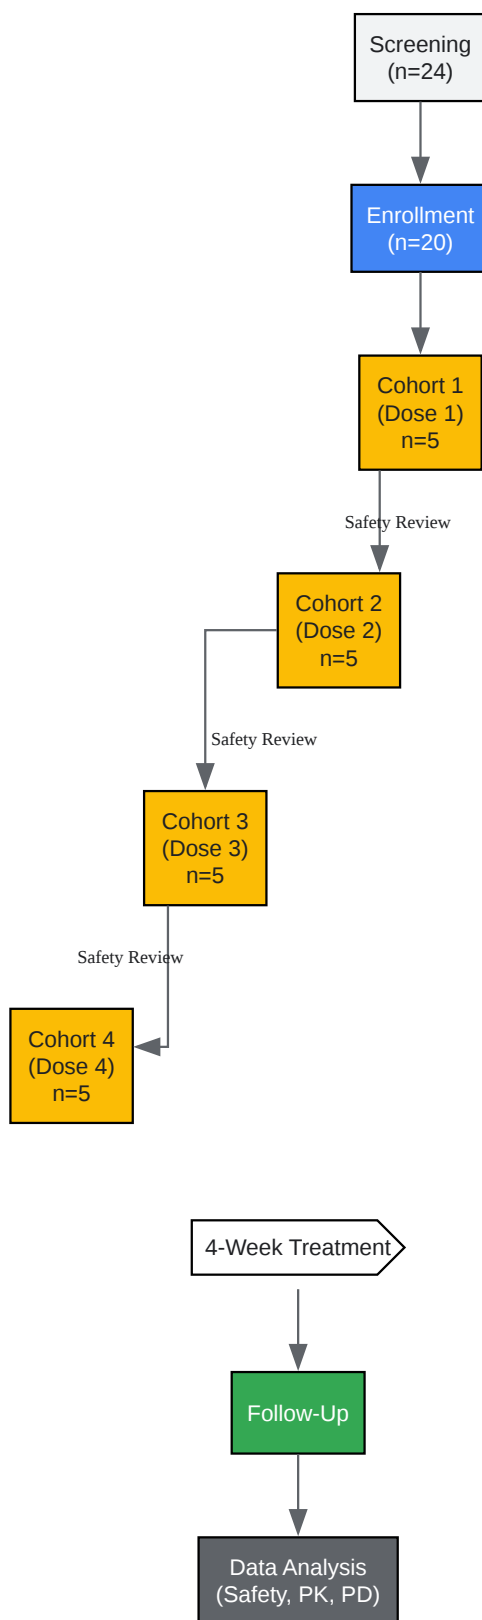 Screening
(n=24)
Enrollment
(n=20)
Cohort 1
(Dose 1)
n=5
Safety Review
Cohort 2
(Dose 2)
n=5
Safety Review
Cohort 3
(Dose 3)
n=5
Safety Review
Cohort 4
(Dose 4)
n=5
4-Week Treatment
Follow-Up
Data Analysis
(Safety, PK, PD)